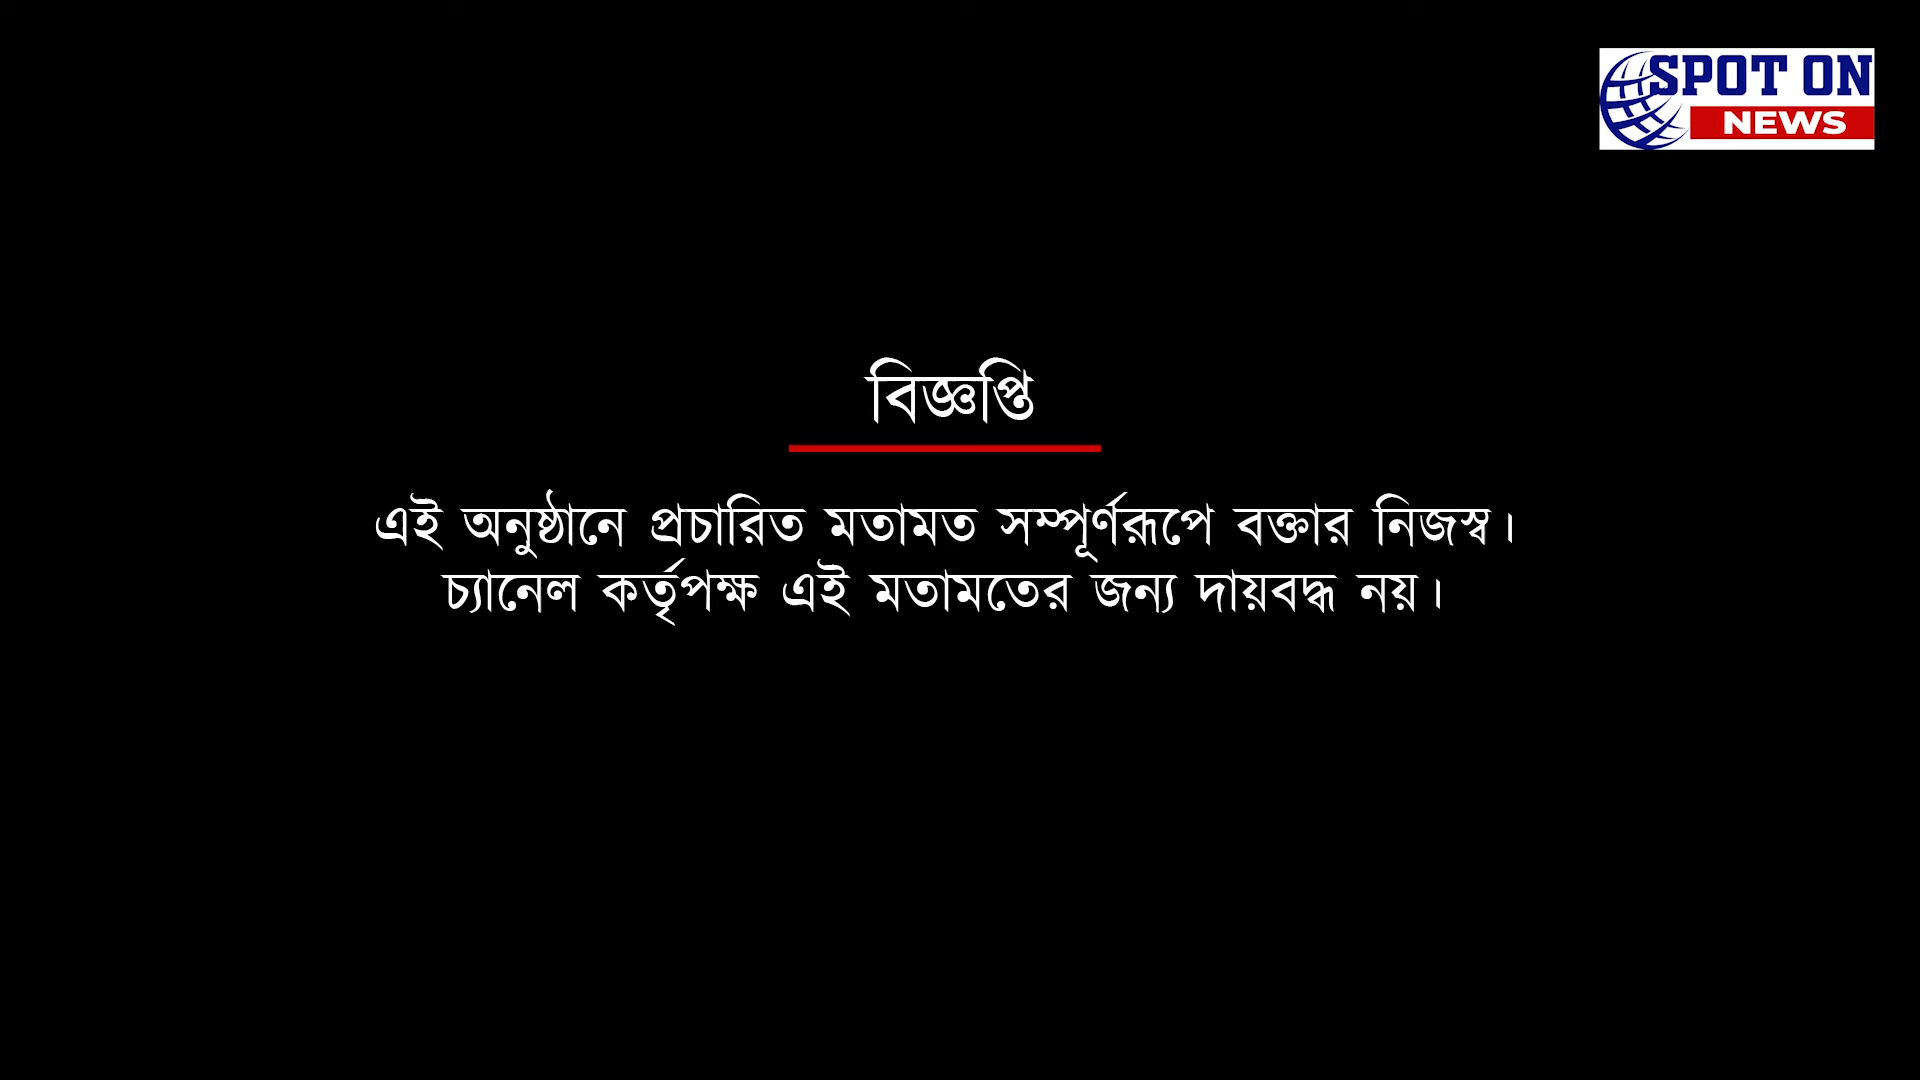 SPOT ON
NEWS
বিজ্ঞপ্তি
এই অনুষ্ঠানে প্রচারিত মতামত সম্পূর্ণরূপে বক্তার নিজস্ব।
চ্যানেল কর্তৃপক্ষ এই মতামতের জন্য দায়বদ্ধ নয়।